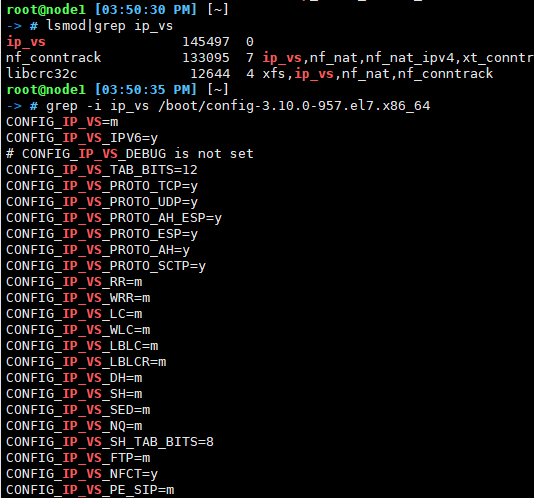 root@node1 [03:50:30 PM] [~]
-> # lsmod|grep ip_vs
ip_vs                 145497  0
nf_conntrack          133095  7 ip_vs,nf_nat,nf_nat_ipv4,xt_conntr
libcrc32c              12644  4 xfs,ip_vs,nf_nat,nf_conntrack
root@node1 [03:50:35 PM] [~]
-> # grep -i ip_vs /boot/config-3.10.0-957.el7.x86_64
CONFIG_IP_VS=m
CONFIG_IP_VS_IPV6=y
# CONFIG_IP_VS_DEBUG is not set
CONFIG_IP_VS_TAB_BITS=12
CONFIG_IP_VS_PROTO_TCP=y
CONFIG_IP_VS_PROTO_UDP=y
CONFIG_IP_VS_PROTO_AH_ESP=y
CONFIG_IP_VS_PROTO_ESP=y
CONFIG_IP_VS_PROTO_AH=y
CONFIG_IP_VS_PROTO_SCTP=y
CONFIG_IP_VS_RR=m
CONFIG_IP_VS_WRR=m
CONFIG_IP_VS_LC=m
CONFIG_IP_VS_WLC=m
CONFIG_IP_VS_LBLC=m
CONFIG_IP_VS_LBLCR=m
CONFIG_IP_VS_DH=m
CONFIG_IP_VS_SH=m
CONFIG_IP_VS_SED=m
CONFIG_IP_VS_NQ=m
CONFIG_IP_VS_SH_TAB_BITS=8
CONFIG_IP_VS_FTP=m
CONFIG_IP_VS_NFCT=y
CONFIG_IP_VS_PE_SIP=m